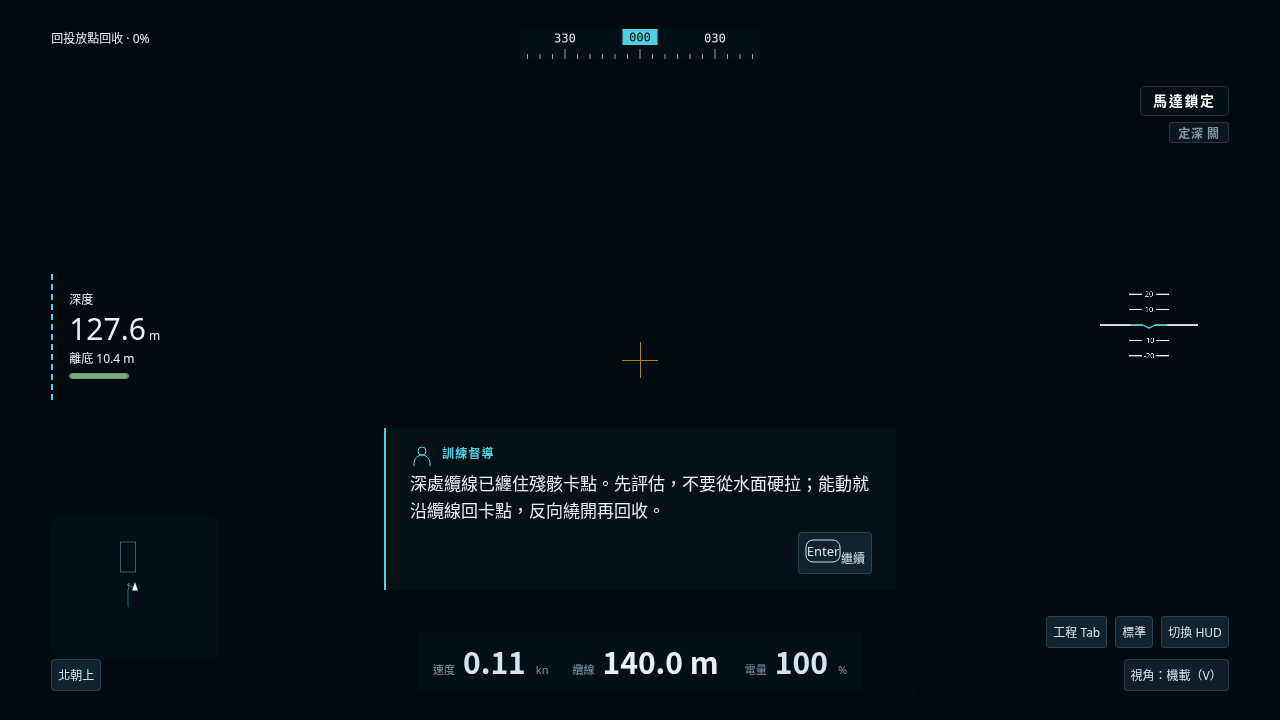 回投放點回收 · 0%
330 000 030
馬達鎖定
定深 關
深度
127.6 m
離底 10.4 m
20
10
-10
-20
訓練督導
深處纜線已纏住殘骸卡點。先評估，不要從水面硬拉；能動就
沿纜線回卡點，反向繞開再回收。
Enter 繼續
工程 Tab 標準 切換 HUD
速度 0.11 kn 纜線 140.0 m 電量 100 %
北朝上
視角：機載（V）